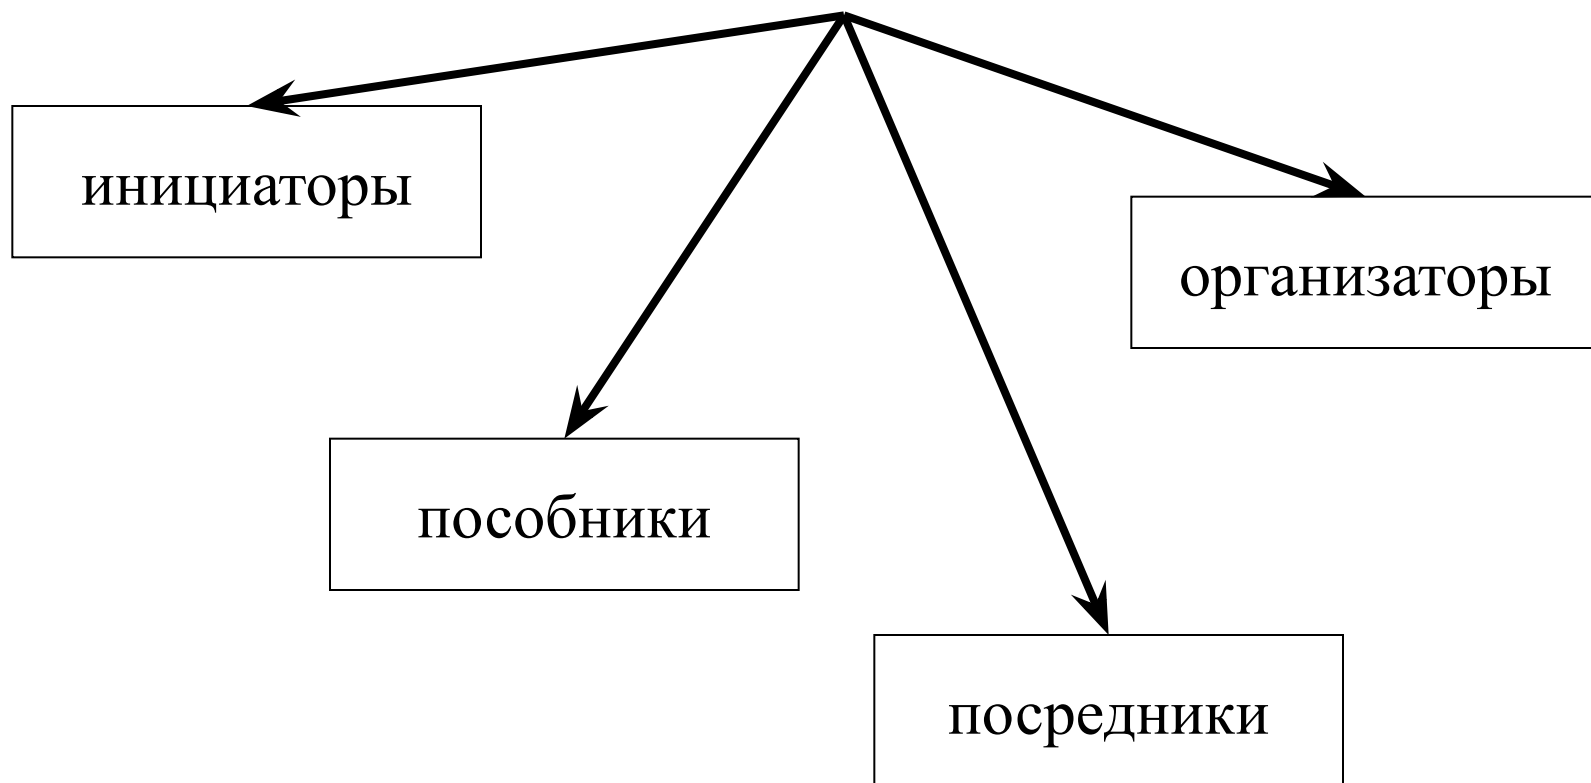 инициаторы
организаторы
пособники
посредники